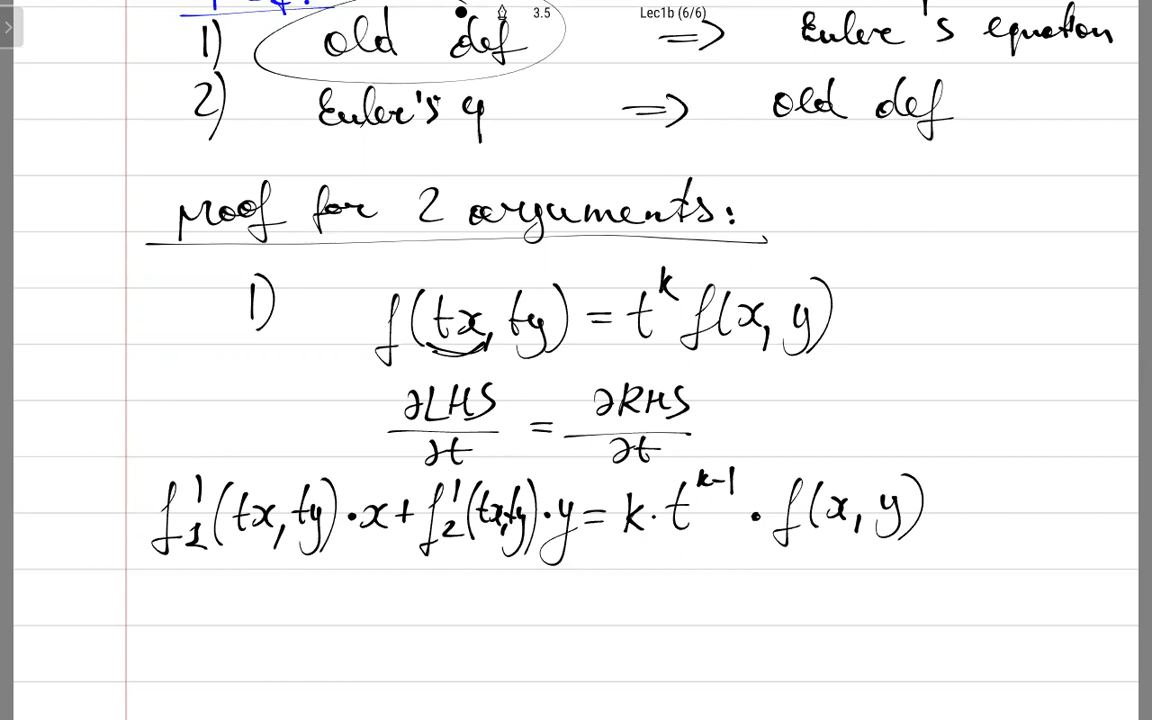 3.5 Lec1b (6/6)
1) old def => Euler's equation
2) Euler's eq => old def
proof for 2 arguments:
1) f(tx, ty) = t^k f(x, y)
∂LHS/∂t = ∂RHS/∂t
f'_1(tx, ty)·x + f'_2(tx, ty)·y = k·t^{k-1}·f(x, y)